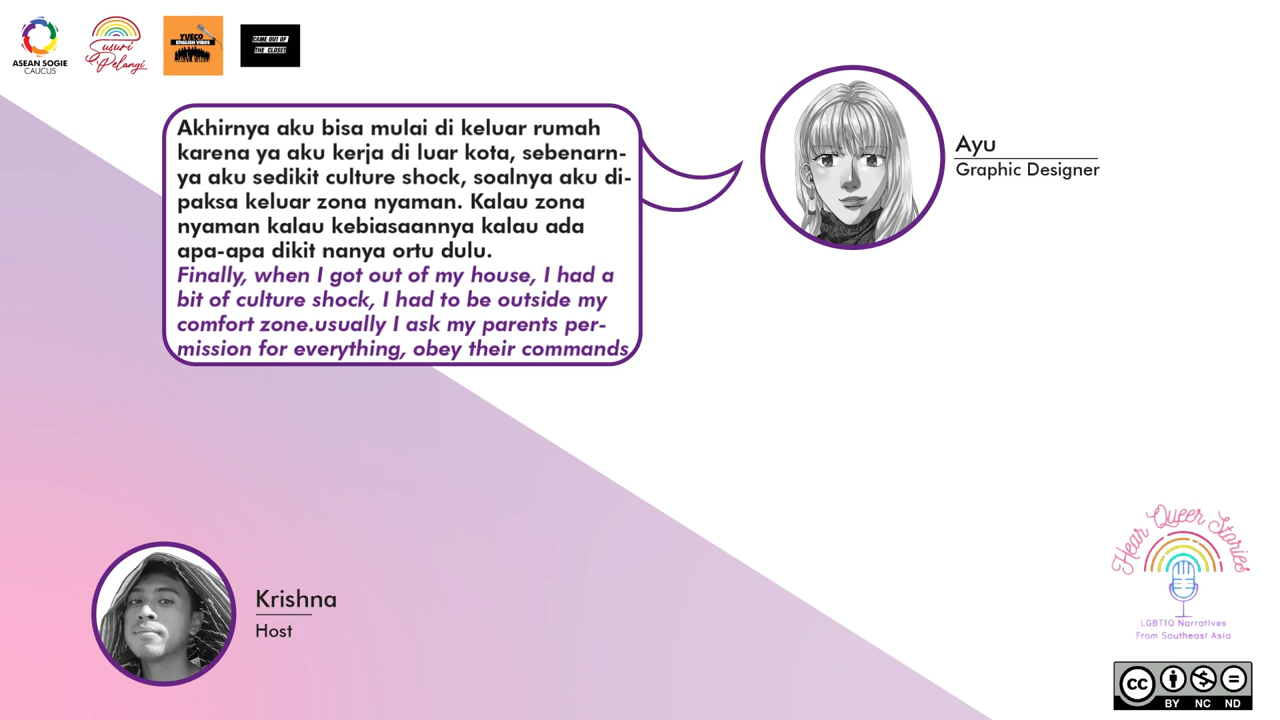 ASEAN SOGIE
CAUCUS
Susuri
Pelangi
YUECO
ENGLISH VIBES
CAME OUT OF
THE CLOSET
Akhirnya aku bisa mulai di keluar rumah
karena ya aku kerja di luar kota, sebenarn-
ya aku sedikit culture shock, soalnya aku di-
paksa keluar zona nyaman. Kalau zona
nyaman kalau kebiasaannya kalau ada
apa-apa dikit nanya ortu dulu.
Finally, when I got out of my house, I had a
bit of culture shock, I had to be outside my
comfort zone.usually I ask my parents per-
mission for everything, obey their commands
Ayu
Graphic Designer
Krishna
Host
Hear Queer Stories
LGBTIQ Narratives
From Southeast Asia
cc
BY NC ND